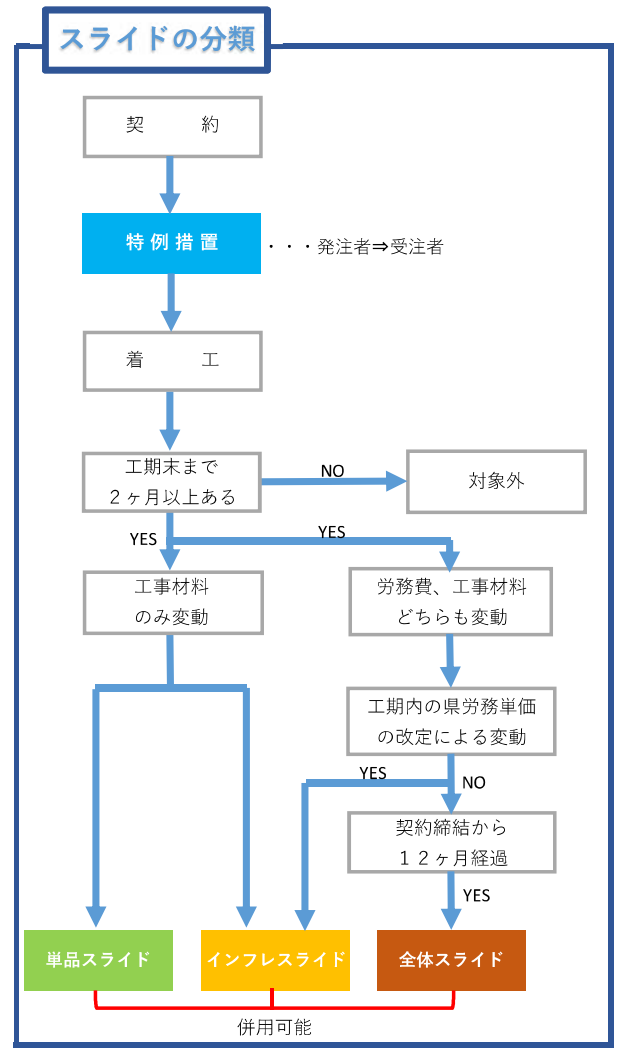 スライドの分類
契　約
特例措置
・・・発注者⇒受注者
着　工
工期末まで
２ヶ月以上ある
NO
対象外
YES
YES
工事材料
のみ変動
労務費、工事材料
どちらも変動
工期内の県労務単価
の改定による変動
YES
NO
契約締結から
１２ヶ月経過
YES
単品スライド
インフレスライド
全体スライド
併用可能